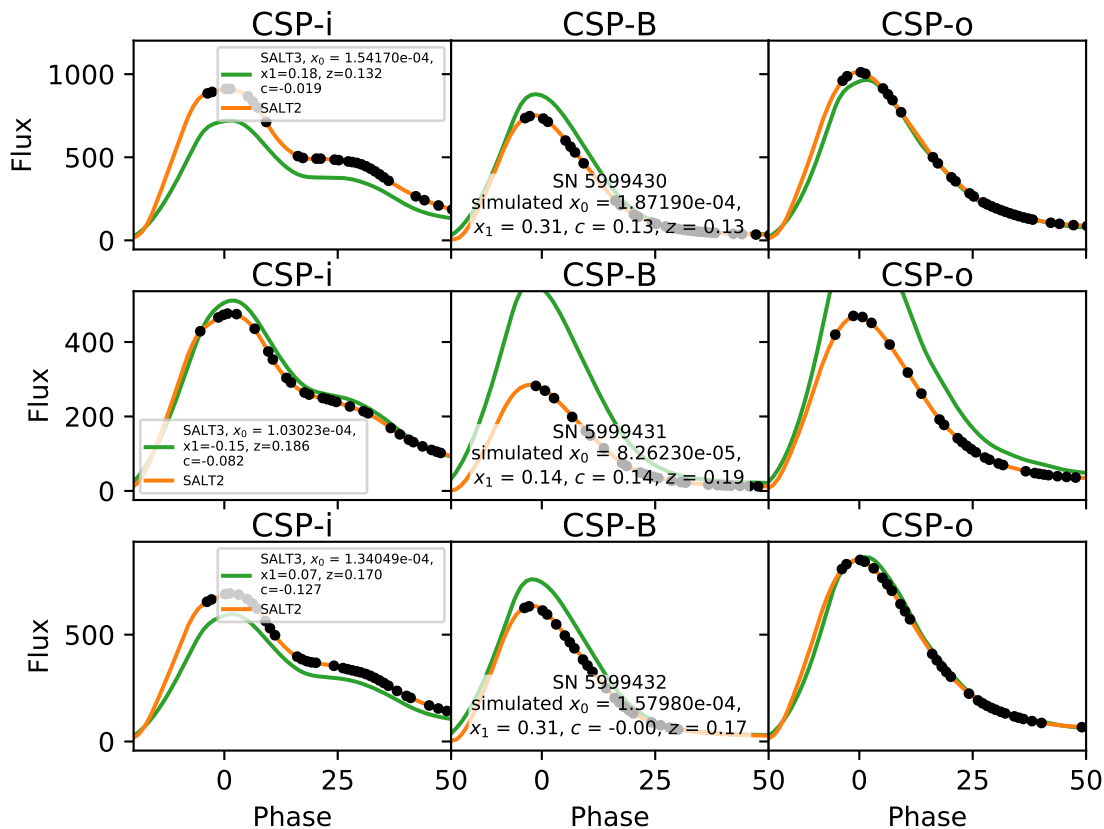 CSP-i CSP-B CSP-o
Flux
1000
500
0
SALT3, x₀ = 1.54170e-04,
x1=0.18, z=0.132
c=-0.019
SALT2
SN 5999430
simulated x₀ = 1.87190e-04,
x₁ = 0.31, c = 0.13, z = 0.13
CSP-i CSP-B CSP-o
Flux
400
200
0
SALT3, x₀ = 1.03023e-04,
x1=-0.15, z=0.186
c=-0.082
SALT2
SN 5999431
simulated x₀ = 8.26230e-05,
x₁ = 0.14, c = 0.14, z = 0.19
CSP-i CSP-B CSP-o
Flux
500
0
SALT3, x₀ = 1.34049e-04,
x1=0.07, z=0.170
c=-0.127
SALT2
SN 5999432
simulated x₀ = 1.57980e-04,
x₁ = 0.31, c = -0.00, z = 0.17
0 25 50 0 25 50 0 25 50
Phase Phase Phase